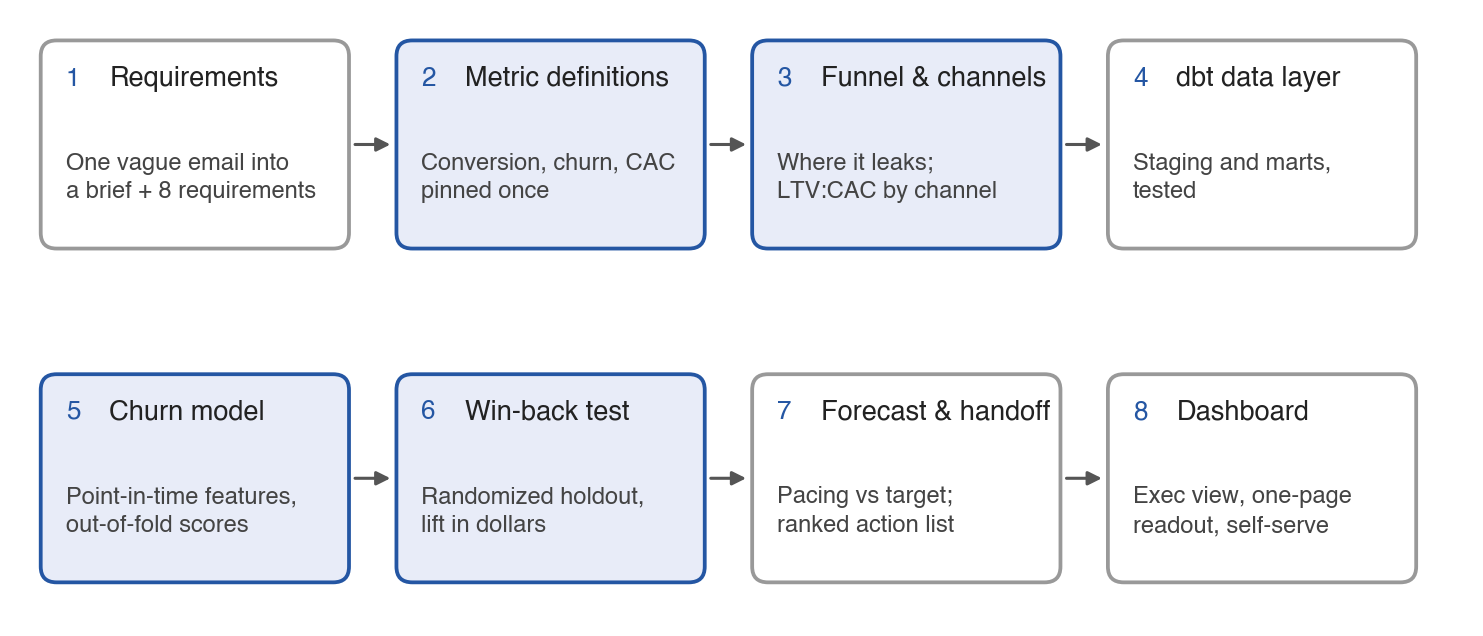 1 Requirements
One vague email into
a brief + 8 requirements
2 Metric definitions
Conversion, churn, CAC
pinned once
3 Funnel & channels
Where it leaks;
LTV:CAC by channel
4 dbt data layer
Staging and marts,
tested
5 Churn model
Point-in-time features,
out-of-fold scores
6 Win-back test
Randomized holdout,
lift in dollars
7 Forecast & handoff
Pacing vs target;
ranked action list
8 Dashboard
Exec view, one-page
readout, self-serve